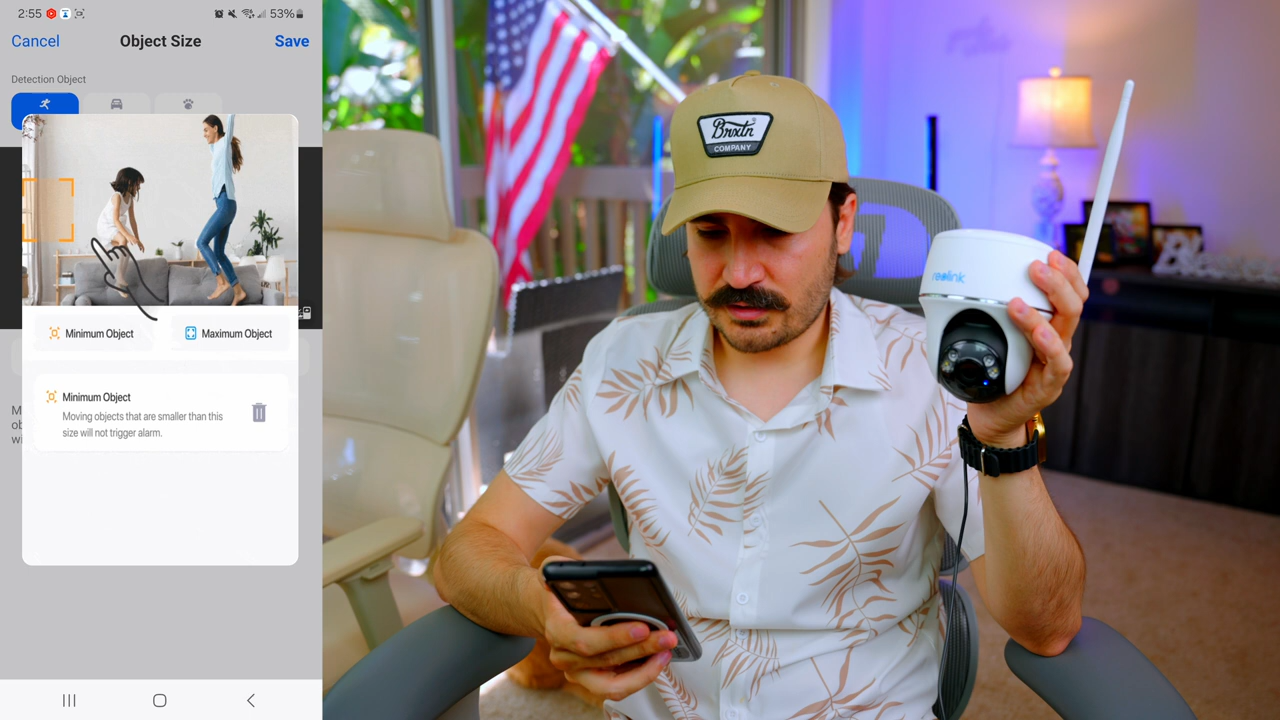 2:55
53%
Cancel
Object Size
Save
Detection Object
Minimum Object
Maximum Object
Minimum Object
Moving objects that are smaller than this
size will not trigger alarm.
Brxtn
COMPANY
reolink